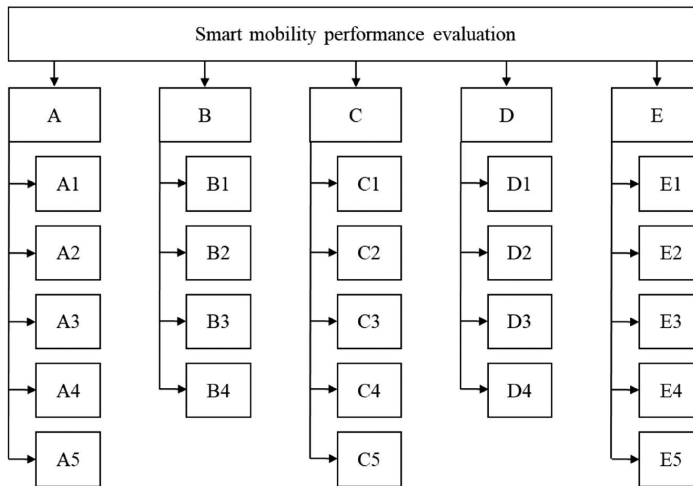 Smart mobility performance evaluation
A B C D E
A1 B1 C1 D1 E1
A2 B2 C2 D2 E2
A3 B3 C3 D3 E3
A4 B4 C4 D4 E4
A5 C5 E5